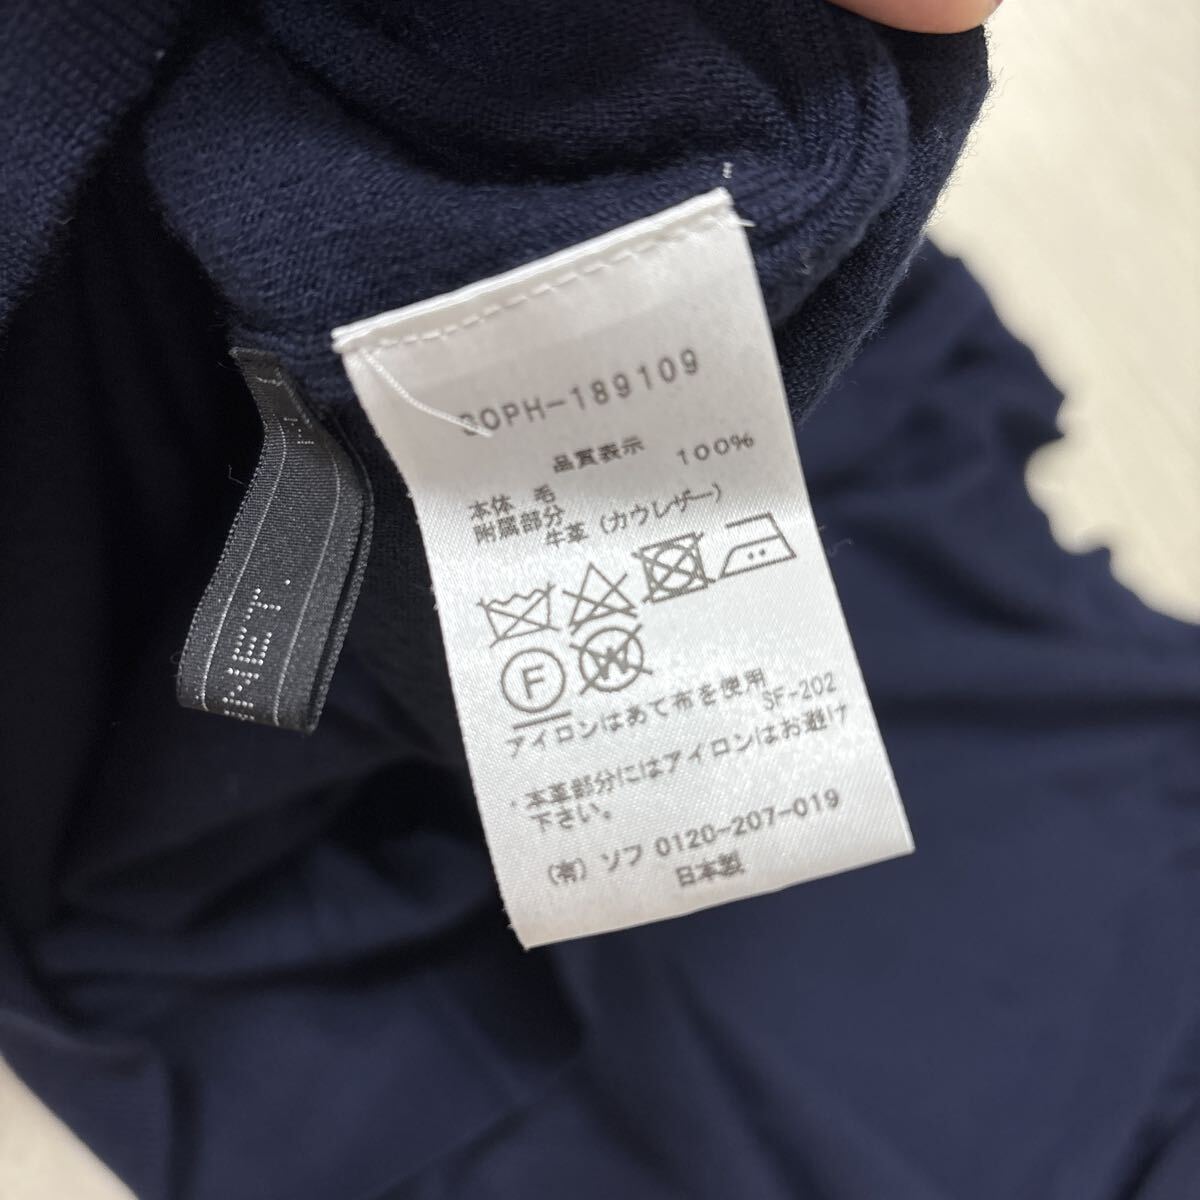 SOPH-189109
品質表示
本体 毛 100%
附属部分
牛革(カウレザー)
F W
SF-202
アイロンはあて布を使用
・本革部分にはアイロンはお避け
下さい。
(有)ソフ 0120-207-019
日本製
M